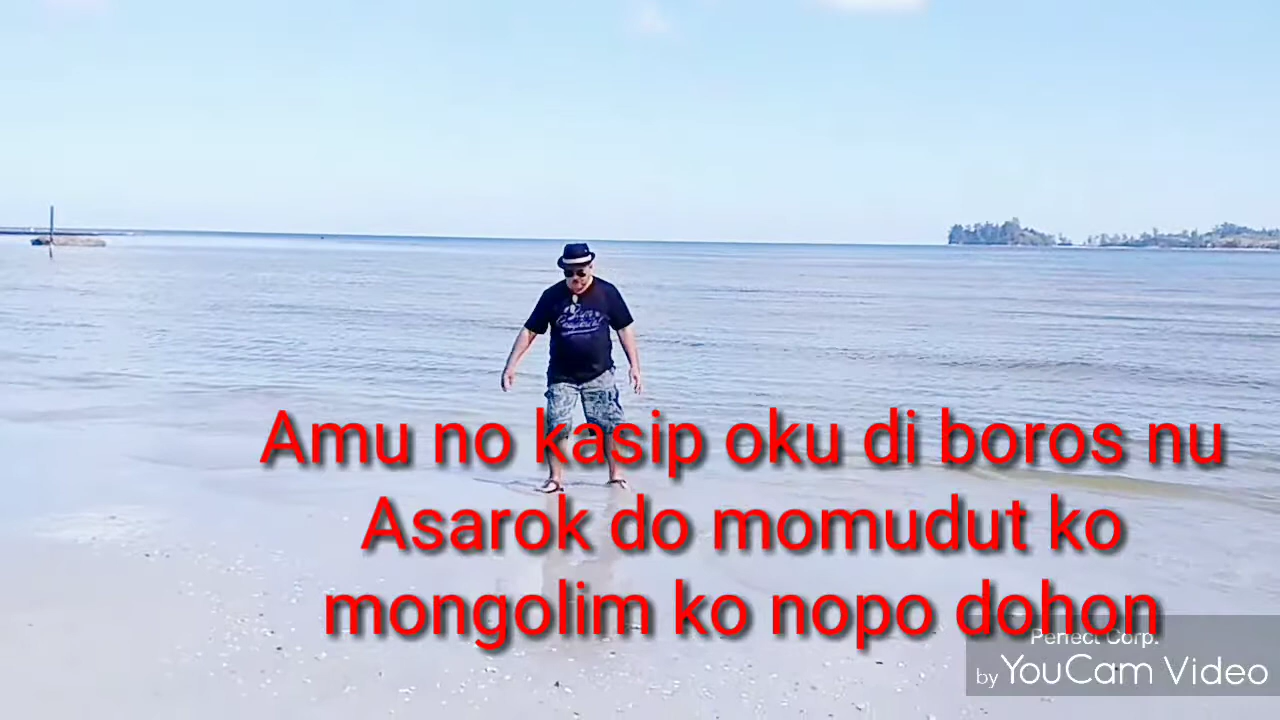 Amu no kasip oku di boros nu
Asarok do momudut ko
mongolim ko nopo dohon
Perfect Corp.
by YouCam Video